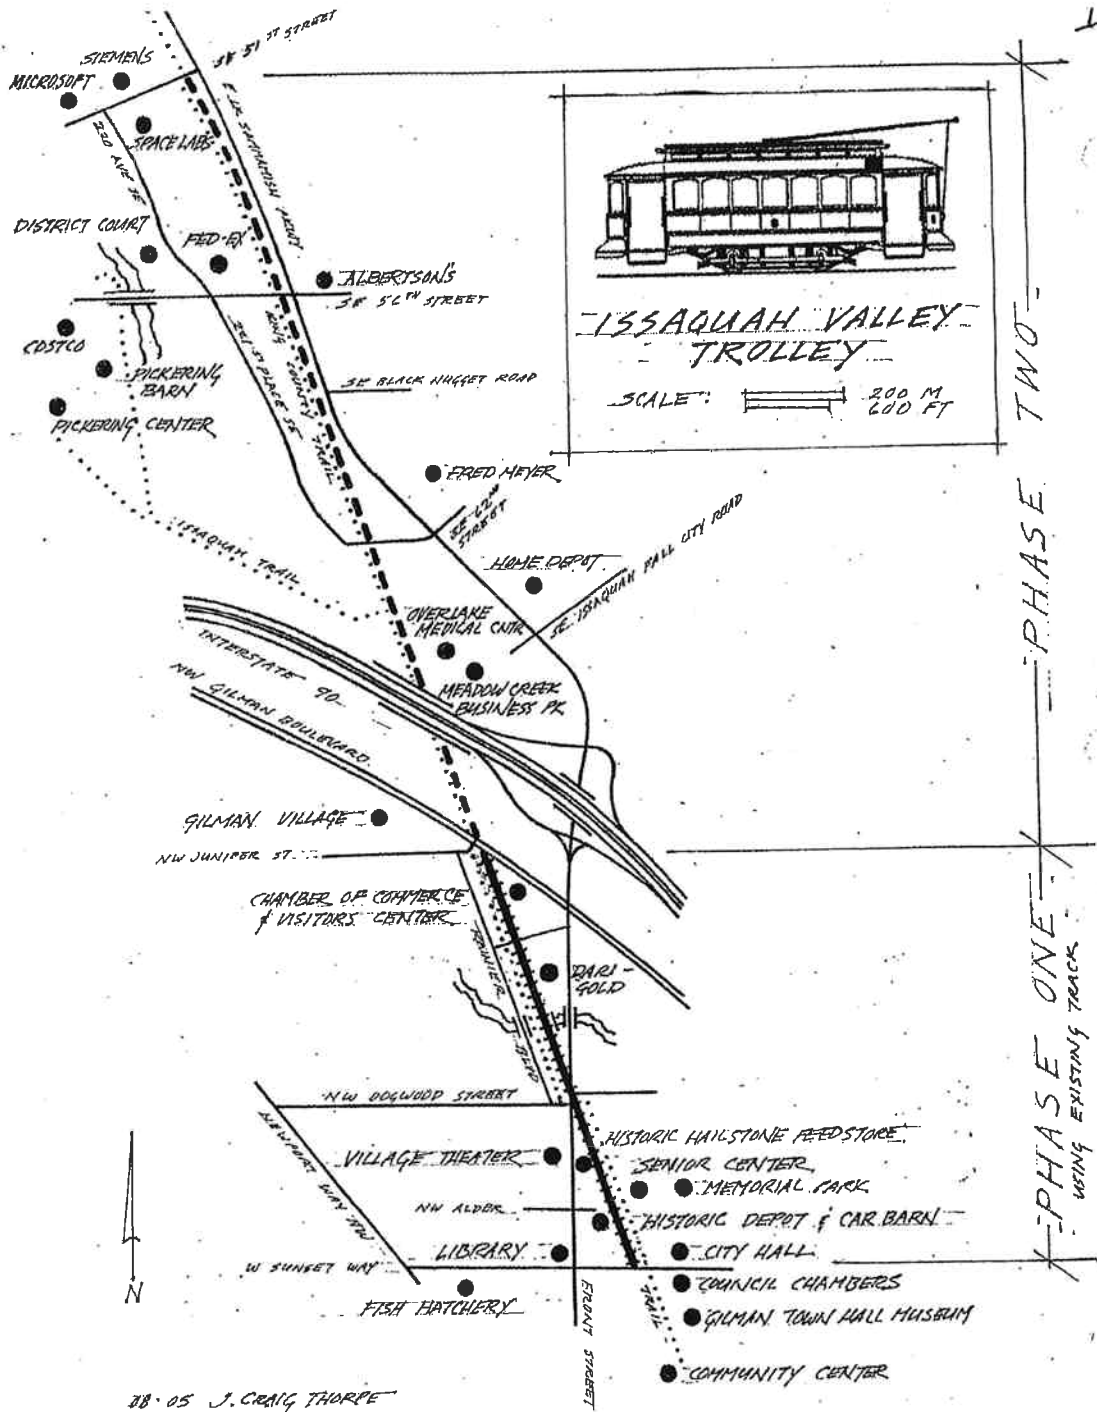 1
SE 51ST STREET
SIEMENS
MICROSOFT
SPACELABS
220 AVE SE
E LK SAMMAMISH PKWY
DISTRICT COURT
FED-EX
ALBERTSON'S
SE 56TH STREET
COSTCO
PICKERING
BARN
PICKERING CENTER
221 ST PLACE SE
KING COUNTY TRAIL
SE BLACK NUGGET ROAD
ISSAQUAH VALLEY
TROLLEY
SCALE:
200 M
600 FT
PHASE TWO
FRED MEYER
SE 62ND
STREET
ISSAQUAH TRAIL
HOME DEPOT
SE ISSAQUAH FALL CITY ROAD
OVERLAKE
MEDICAL CNTR
MEADOW CREEK
BUSINESS PK
INTERSTATE 90
NW GILMAN BOULEVARD
GILMAN VILLAGE
NW JUNIPER ST.
CHAMBER OF COMMERCE
& VISITORS CENTER
RAINIER BLVD
DARI-
GOLD
PHASE ONE
- USING EXISTING TRACK -
NW DOGWOOD STREET
NEWPORT WAY NW
HISTORIC HAILSTONE FEEDSTORE
VILLAGE THEATER
SENIOR CENTER
MEMORIAL PARK
NW ALDER
HISTORIC DEPOT & CAR BARN
LIBRARY
CITY HALL
W SUNSET WAY
COUNCIL CHAMBERS
FISH HATCHERY
FRONT STREET
TRAIL
GILMAN TOWN HALL MUSEUM
COMMUNITY CENTER
N
J. CRAIG THORPE